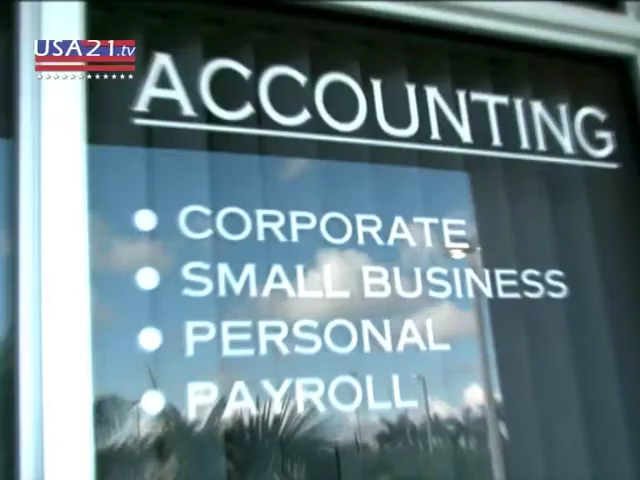 USA21.tv
ACCOUNTING
• CORPORATE
• SMALL BUSINESS
• PERSONAL
• PAYROLL